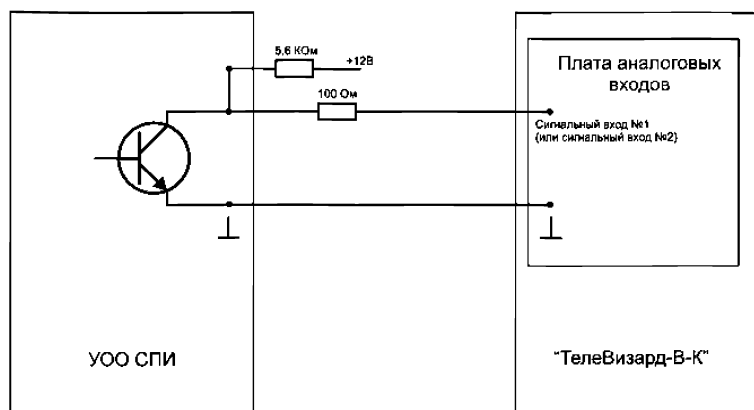 5,6 КОм
+12В
100 Ом
Плата аналоговых
входов
Сигнальный вход №1
(или сигнальный вход №2)
УОО СПИ
"ТелеВизард-В-К"